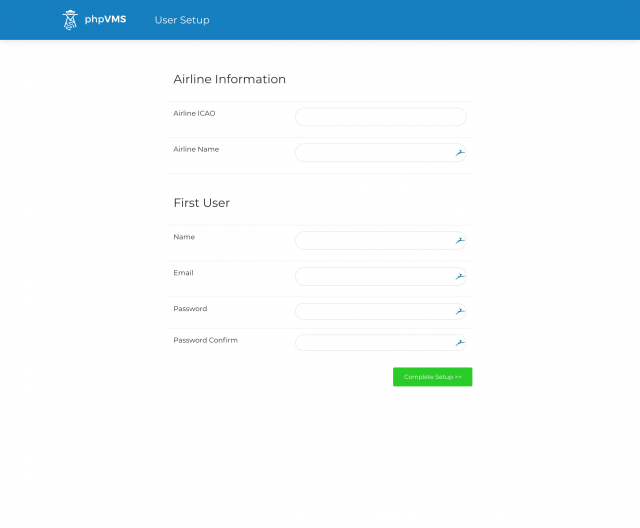 phpVMS
User Setup
Airline Information
Airline ICAO
Airline Name
First User
Name
Email
Password
Password Confirm
Complete Setup >>